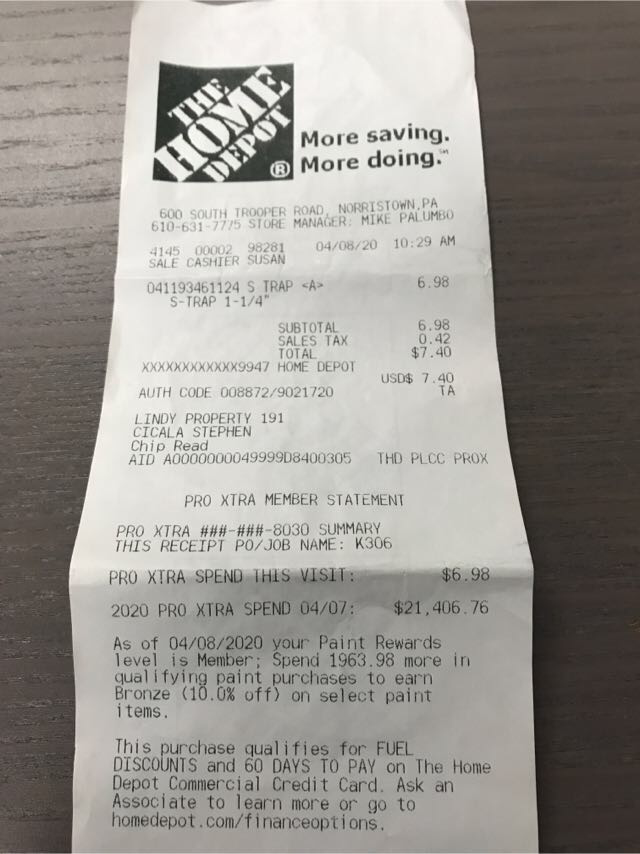 THE
HOME
DEPOT
®
More saving.
More doing.℠
600 SOUTH TROOPER ROAD, NORRISTOWN,PA
610-631-7775 STORE MANAGER: MIKE PALUMBO
4145 00002 98281 04/08/20 10:29 AM
SALE CASHIER SUSAN
041193461124 S TRAP <A> 6.98
S-TRAP 1-1/4"
SUBTOTAL 6.98
SALES TAX 0.42
TOTAL $7.40
XXXXXXXXXXXX9947 HOME DEPOT
USD$ 7.40
AUTH CODE 008872/9021720 TA
LINDY PROPERTY 191
CICALA STEPHEN
Chip Read
AID A0000000049999D8400305 THD PLCC PROX
PRO XTRA MEMBER STATEMENT
PRO XTRA ###-###-8030 SUMMARY
THIS RECEIPT PO/JOB NAME: K306
PRO XTRA SPEND THIS VISIT: $6.98
2020 PRO XTRA SPEND 04/07: $21,406.76
As of 04/08/2020 your Paint Rewards
level is Member; Spend 1963.98 more in
qualifying paint purchases to earn
Bronze (10.0% off) on select paint
items.
This purchase qualifies for FUEL
DISCOUNTS and 60 DAYS TO PAY on The Home
Depot Commercial Credit Card. Ask an
Associate to learn more or go to
homedepot.com/financeoptions.